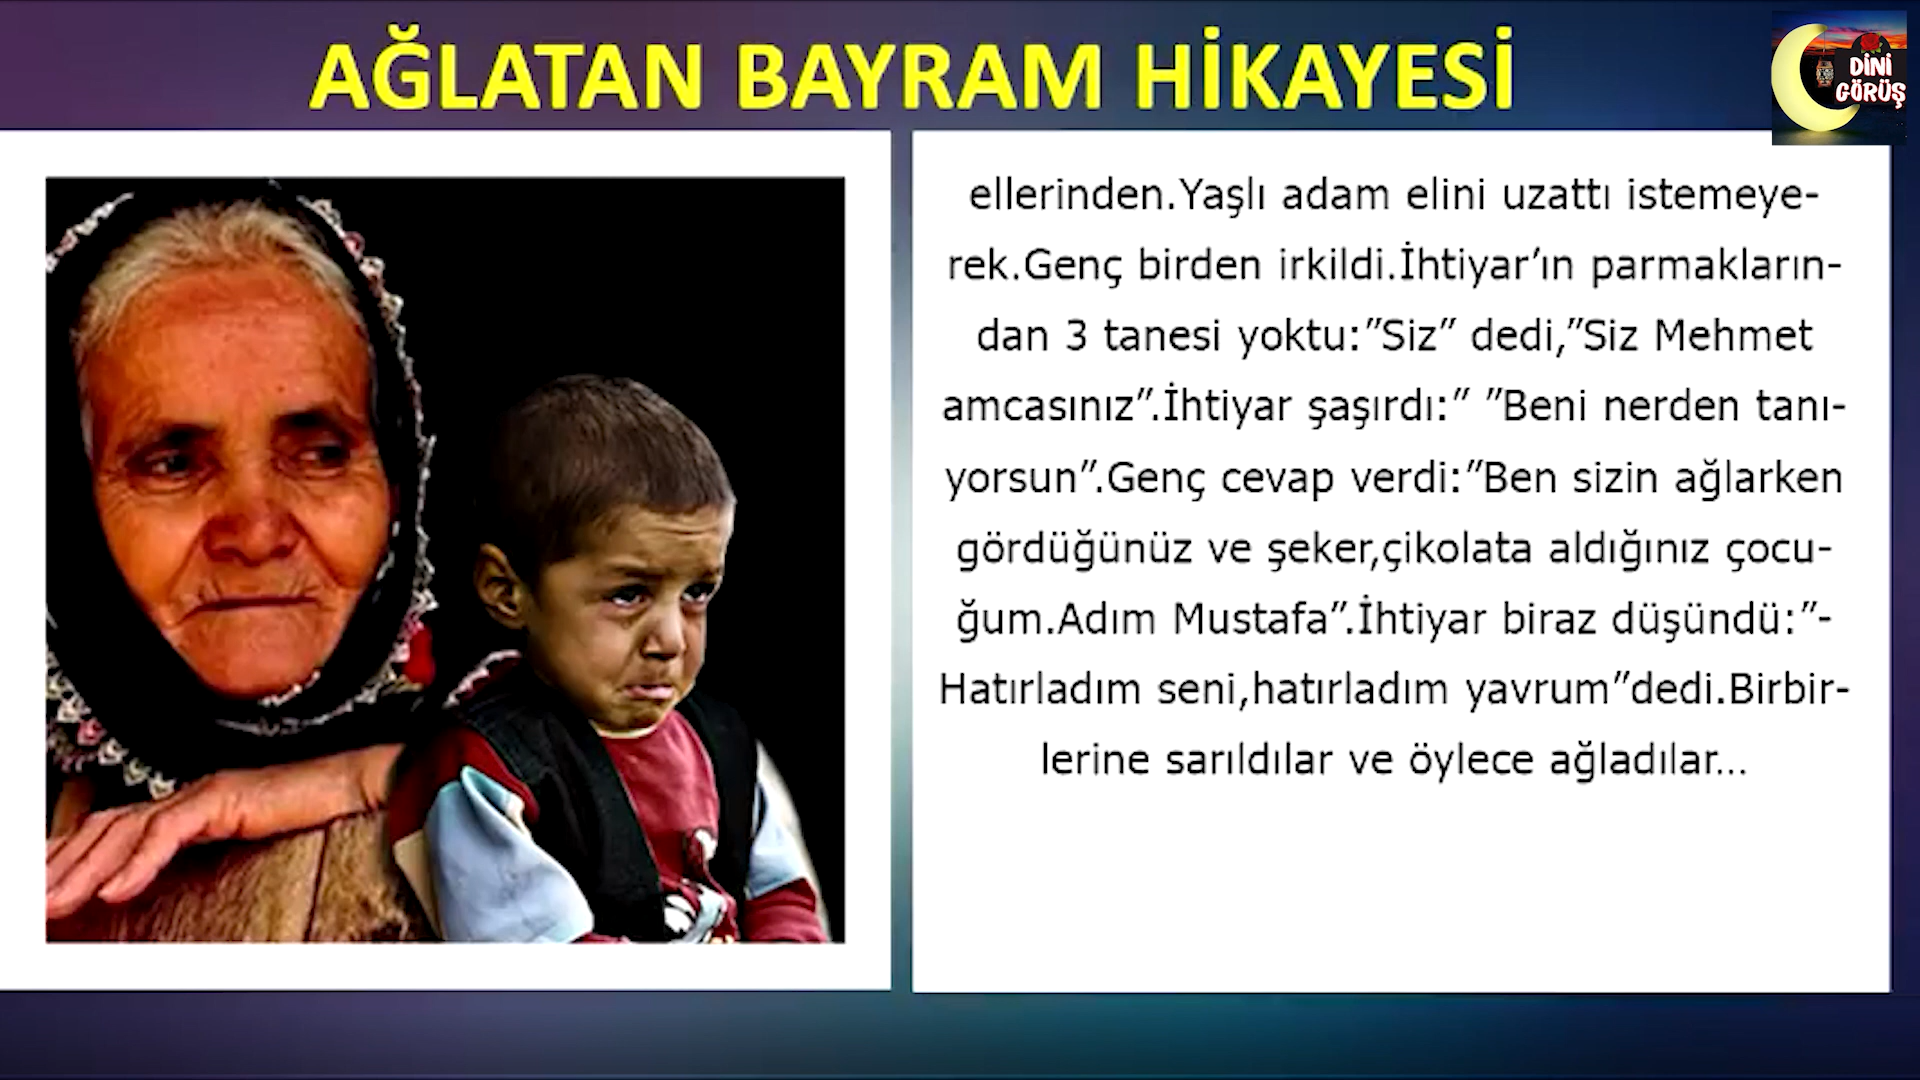 AĞLATAN BAYRAM HİKAYESİ
DİNİ
GÖRÜŞ
ellerinden.Yaşlı adam elini uzattı istemeye-
rek.Genç birden irkildi.İhtiyar’ın parmakların-
dan 3 tanesi yoktu:”Siz” dedi,”Siz Mehmet
amcasınız”.İhtiyar şaşırdı:” ”Beni nerden tanı-
yorsun”.Genç cevap verdi:”Ben sizin ağlarken
gördüğünüz ve şeker,çikolata aldığınız çocu-
ğum.Adım Mustafa”.İhtiyar biraz düşündü:”-
Hatırladım seni,hatırladım yavrum”dedi.Birbir-
lerine sarıldılar ve öylece ağladılar...